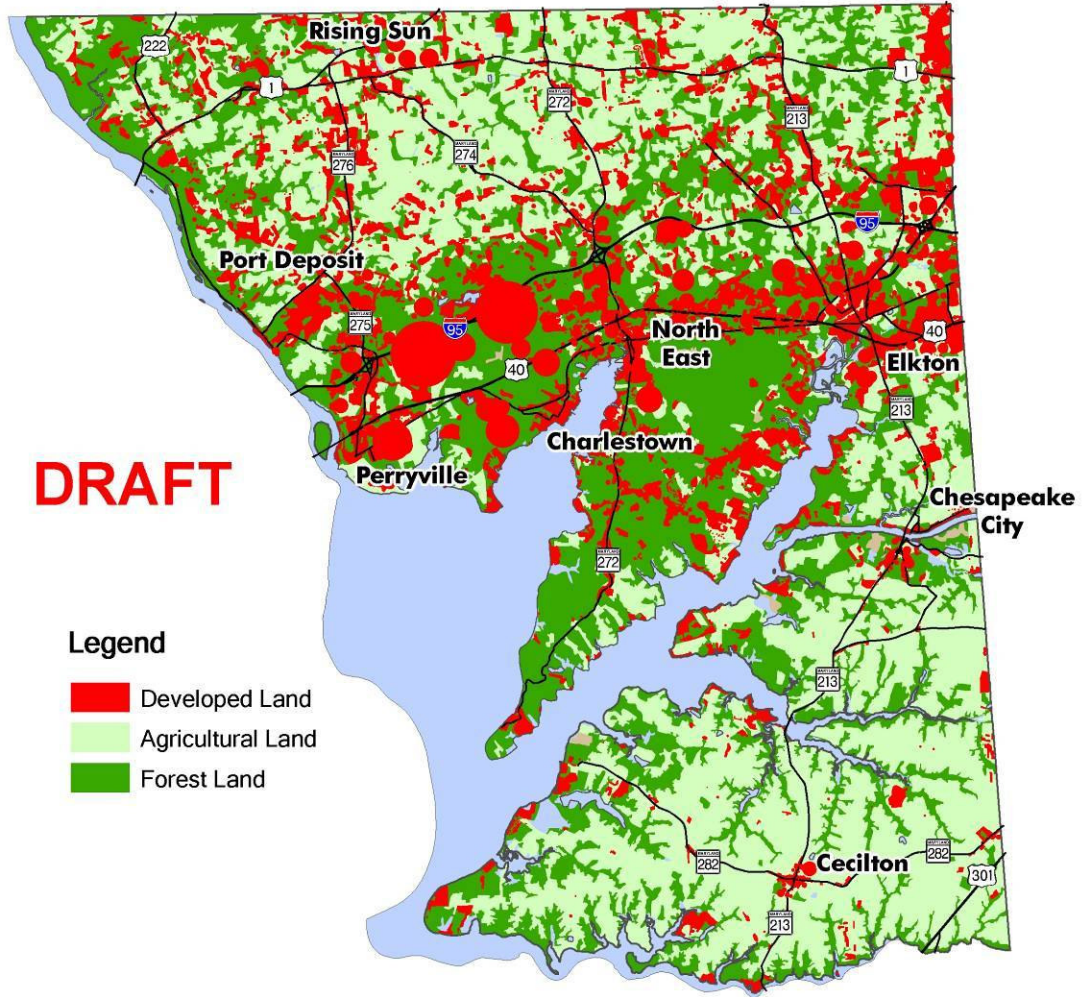 Rising Sun
222
1
1
272
213
276
274
95
Port Deposit
275
95
40
North
East
40
Elkton
213
Charlestown
DRAFT
Perryville
Chesapeake
City
272
Legend
Developed Land
Agricultural Land
Forest Land
213
282
Cecilton
282
301
213